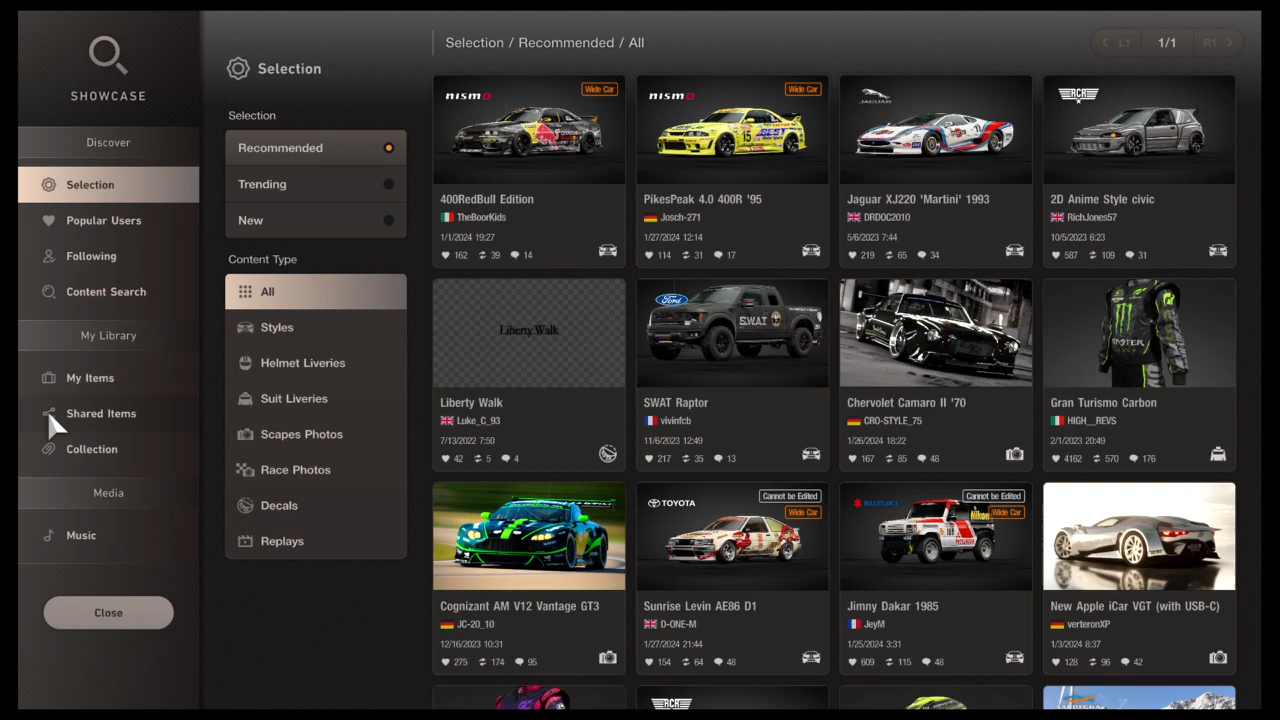 SHOWCASE
Discover
Selection
Popular Users
Following
Content Search
My Library
My Items
Shared Items
Collection
Media
Music
Close
Selection
Selection
Recommended
Trending
New
Content Type
All
Styles
Helmet Liveries
Suit Liveries
Scapes Photos
Race Photos
Decals
Replays
Selection / Recommended / All
L1 1/1 R1
nismo Wide Car
400RedBull Edition
TheBoorKids
1/1/2024 19:27
162 39 14
nismo Wide Car
15
PikesPeak 4.0 400R '95
Josch-271
1/27/2024 12:14
114 31 17
JAGUAR
Jaguar XJ220 'Martini' 1993
DRDOC2010
5/6/2023 7:44
219 65 34
RCR
2D Anime Style civic
RichJones57
10/5/2023 6:23
587 109 31
Liberty Walk
Liberty Walk
Luke_C_93
7/13/2022 7:50
42 5 4
Ford
S.W.A.T
SWAT Raptor
vivinfcb
11/6/2023 12:49
217 35 13
Chervolet Camaro II '70
CRO-STYLE_75
1/26/2024 18:22
167 85 48
MONSTER
Gran Turismo Carbon
HIGH__REVS
2/1/2023 20:49
4162 570 176
Cognizant AM V12 Vantage GT3
JC-20_10
12/16/2023 10:31
275 174 95
TOYOTA Cannot be Edited
Wide Car
Sunrise Levin AE86 D1
D-ONE-M
1/27/2024 21:44
154 64 48
SUZUKI Cannot be Edited
Nikon Wide Car
Jimny Dakar 1985
JeyM
1/25/2024 3:31
609 115 48
New Apple iCar VGT (with USB-C)
verteronXP
1/3/2024 8:37
128 96 42
RCR